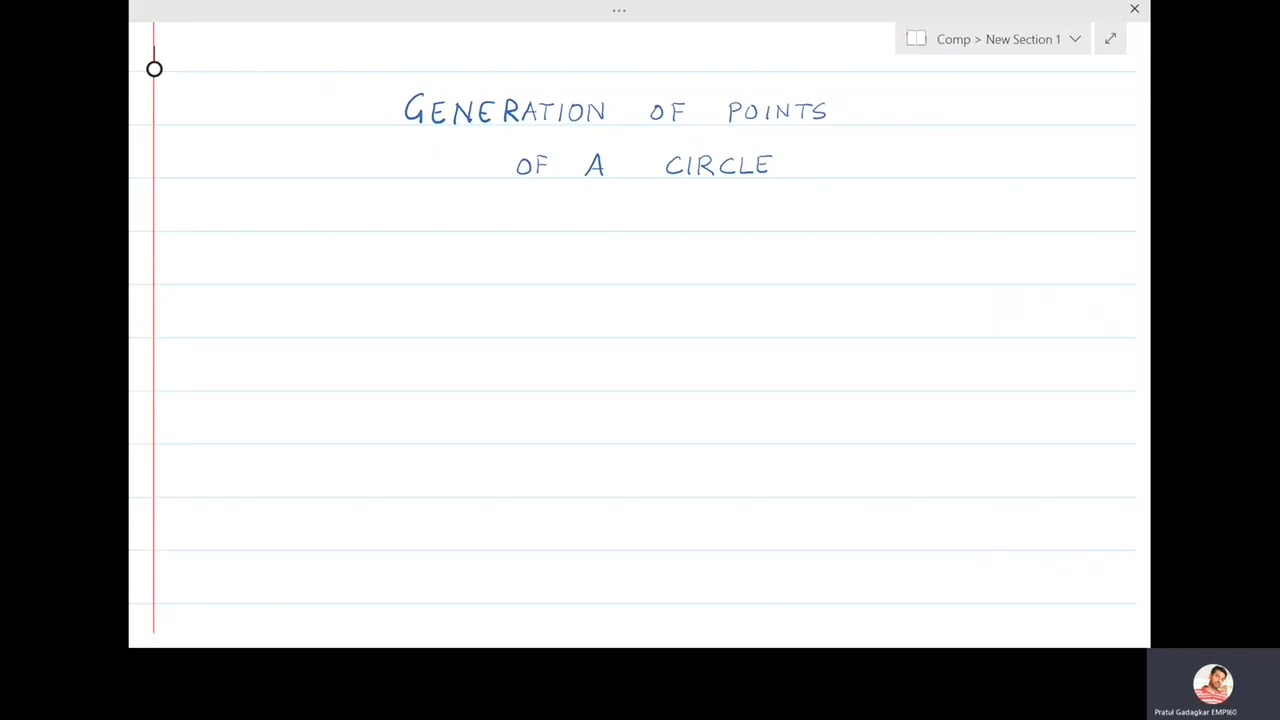 Comp > New Section 1
GENERATION OF POINTS
OF A CIRCLE
Pratul Gadagkar EMP160